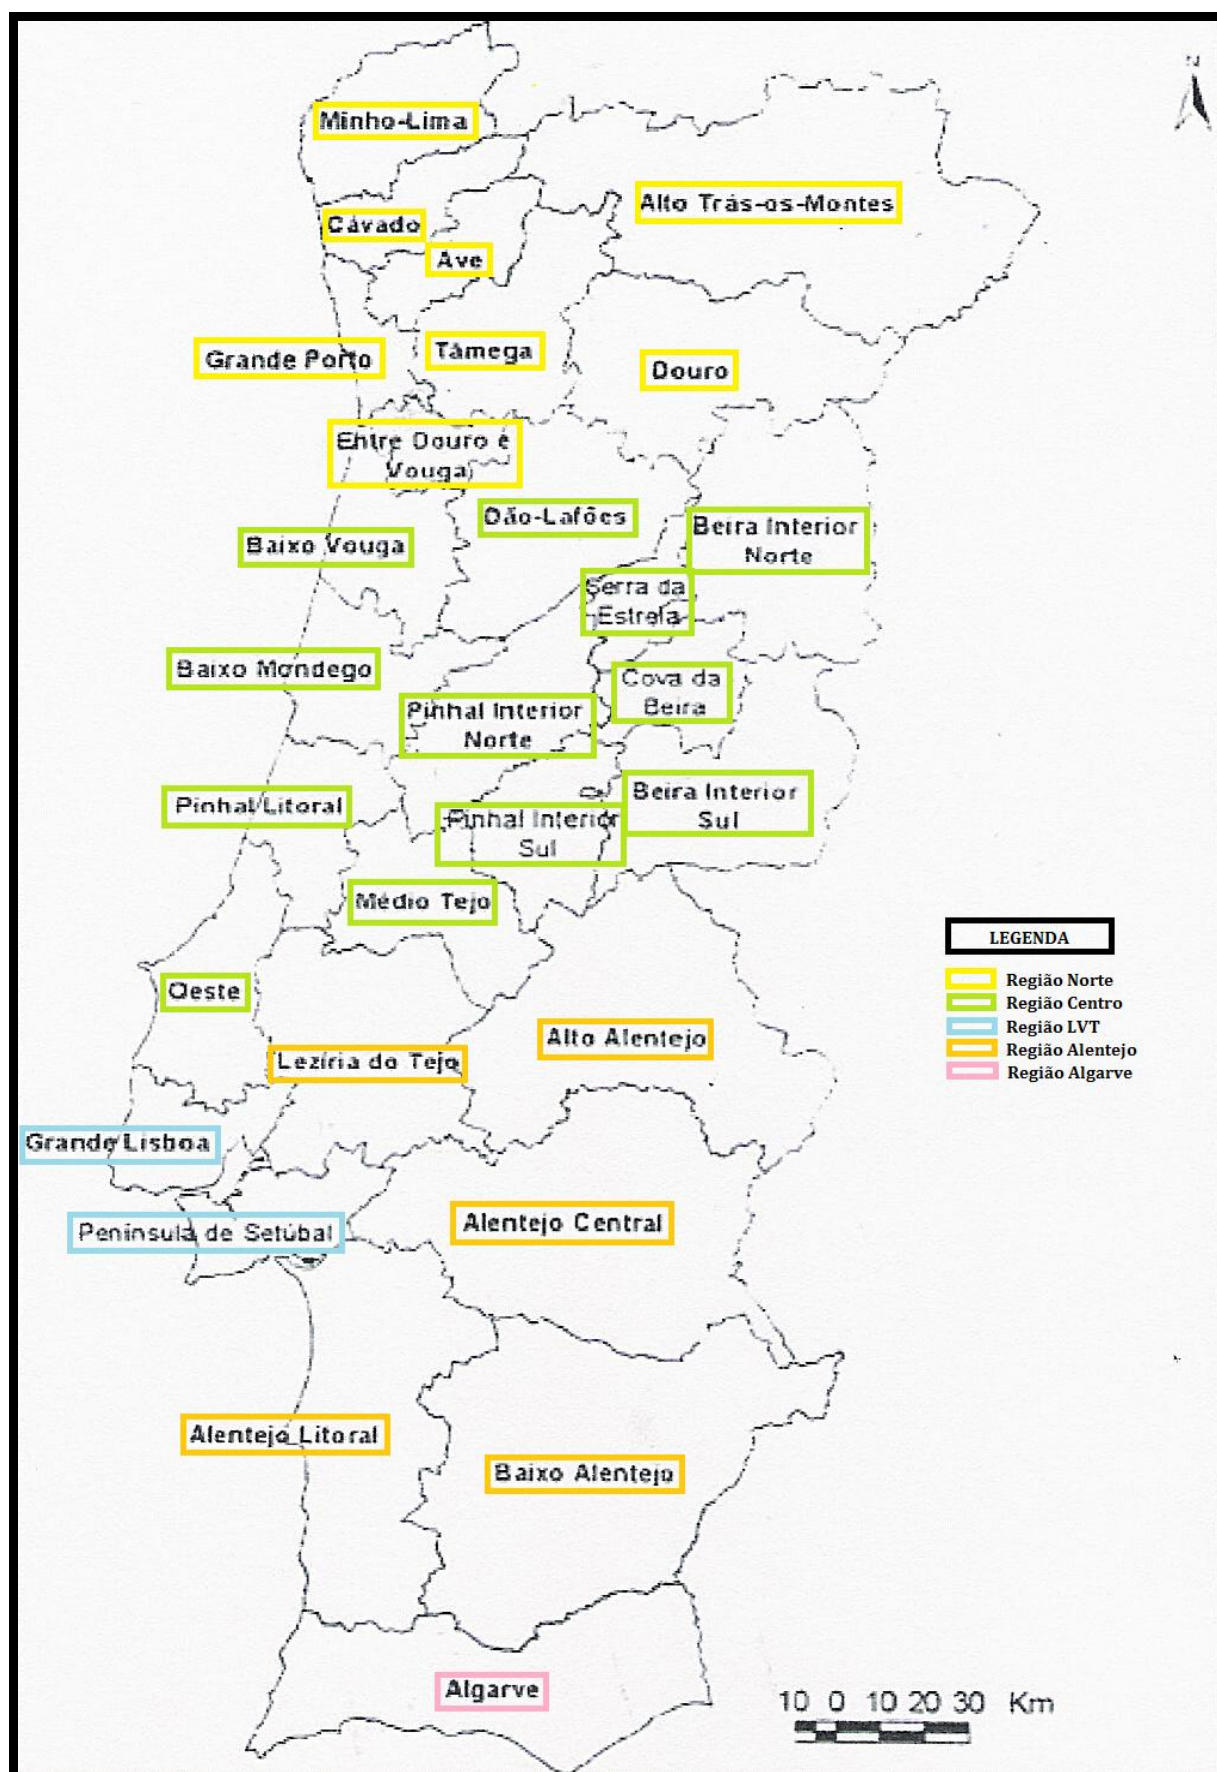 N
Minho-Lima
Alto Trás-os-Montes
Cávado
Ave
Grande Porto
Tâmega
Douro
Entre Douro e
Vouga
Dão-Lafões
Beira Interior
Norte
Baixo Vouga
Serra da
Estrela
Baixo Mondego
Cova da
Beira
Pinhal Interior
Norte
Pinhal Litoral
Beira Interior
Sul
Pinhal Interior
Sul
Médio Tejo
Oeste
Alto Alentejo
Lezíria do Tejo
Grande Lisboa
Península de Setúbal
Alentejo Central
Alentejo Litoral
Baixo Alentejo
Algarve
LEGENDA
Região Norte
Região Centro
Região LVT
Região Alentejo
Região Algarve
10 0 10 20 30 Km